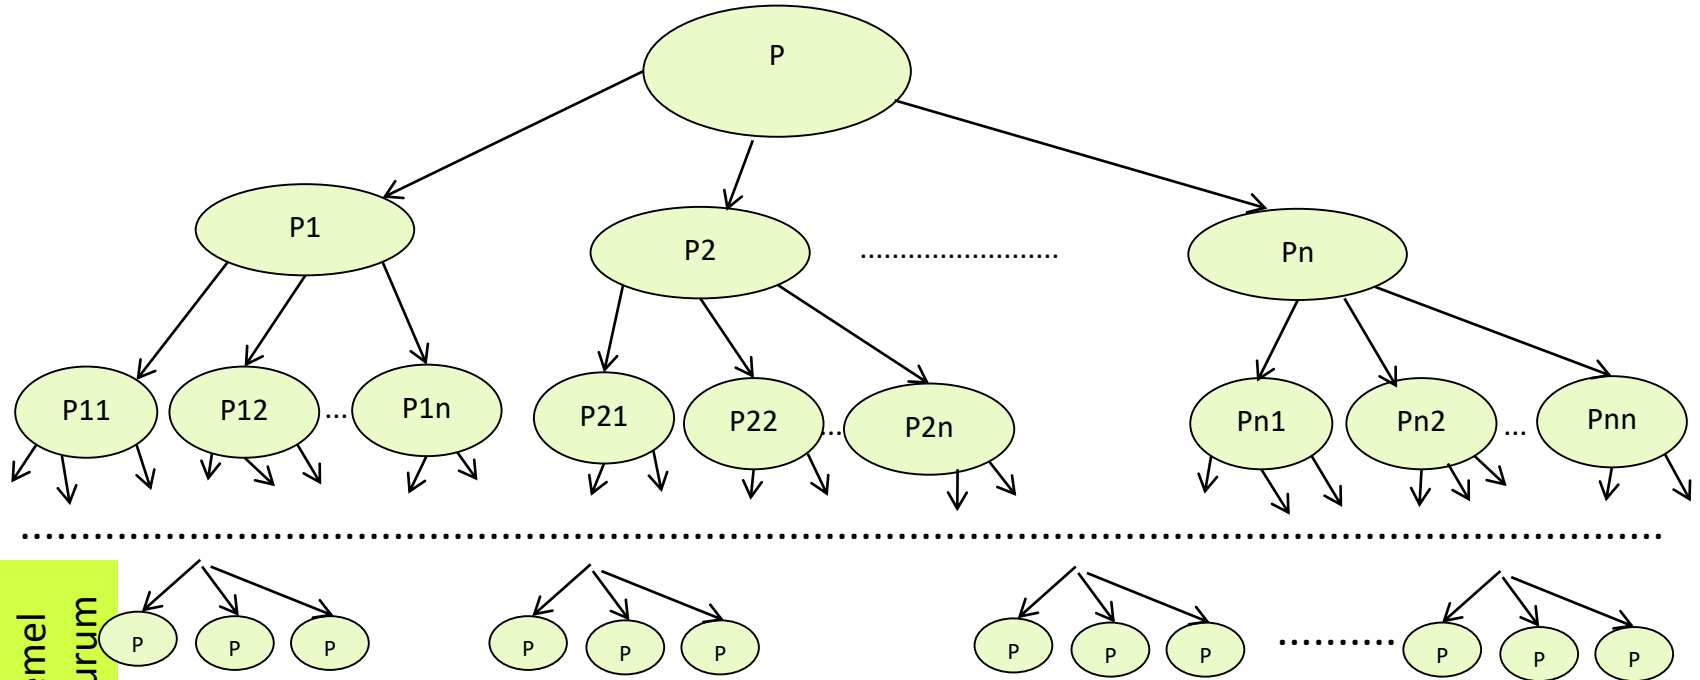 P
P1
P2
........................
Pn
P11
P12
...
P1n
P21
P22
...
P2n
Pn1
Pn2
...
Pnn
P
P
P
P
P
P
P
P
P
..........
P
P
P